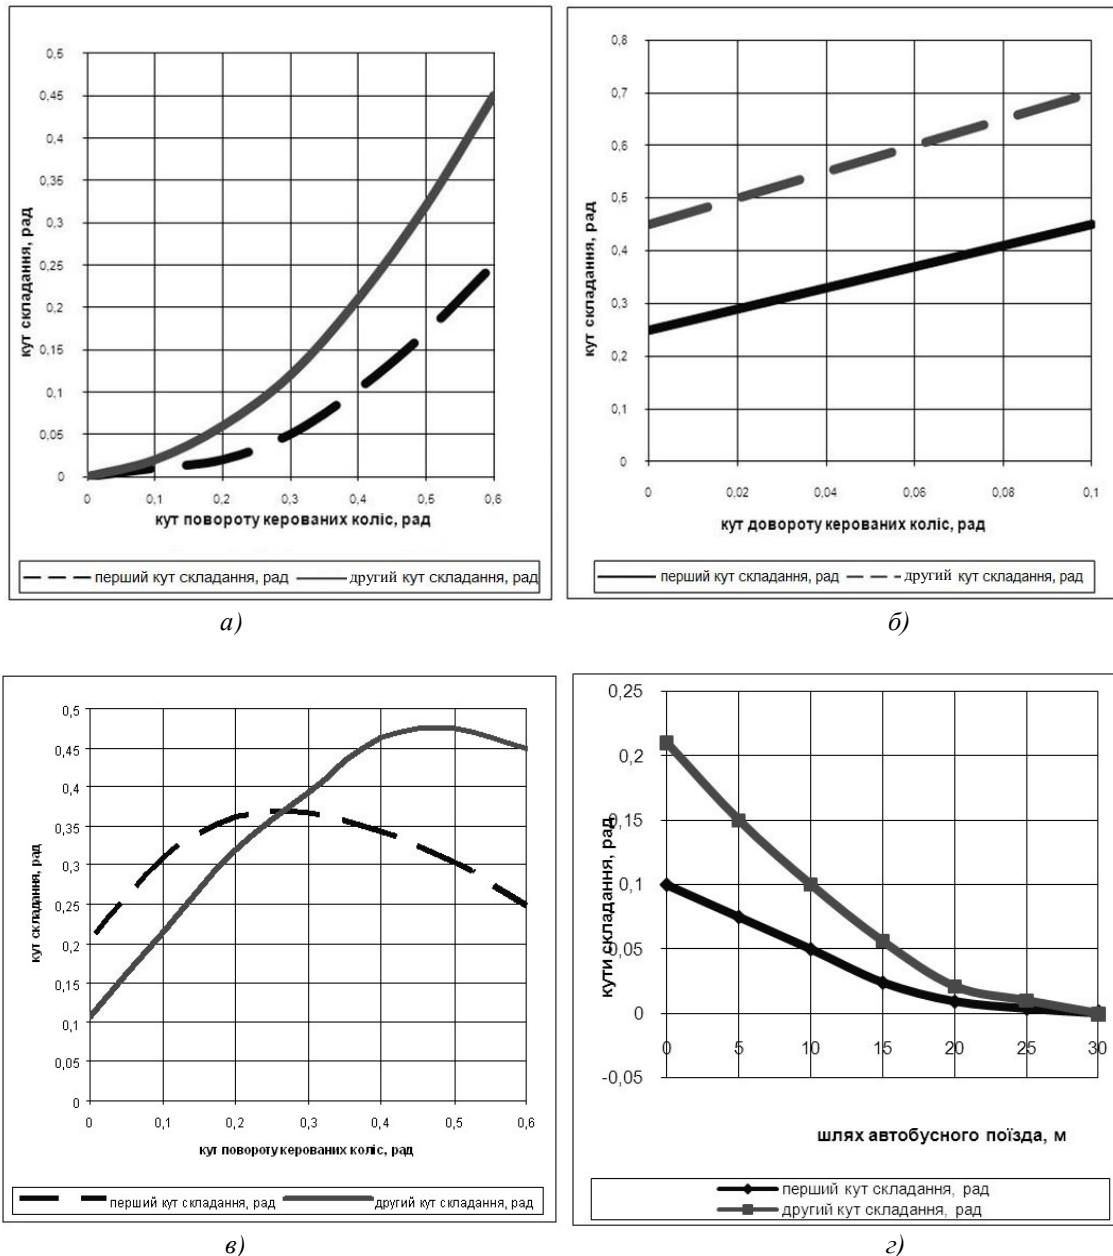 0,5
0,45
0,4
0,35
0,3
0,25
0,2
0,15
0,1
0,05
0
кут складання, рад
0 0,1 0,2 0,3 0,4 0,5 0,6
кут повороту керованих коліс, рад
перший кут складання, рад другий кут складання, рад
а)
0,8
0,7
0,6
0,5
0,4
0,3
0,2
0,1
0
кут складання, рад
0 0,02 0,04 0,06 0,08 0,1
кут довороту керованих коліс, рад
перший кут складання, рад другий кут складання, рад
б)
0,5
0,45
0,4
0,35
0,3
0,25
0,2
0,15
0,1
0,05
0
кут складання, рад
0 0,1 0,2 0,3 0,4 0,5 0,6
кут повороту керованих коліс, рад
перший кут складання, рад другий кут складання, рад
в)
0,25
0,2
0,15
0,1
0,05
0
-0,05
кути складання, рад
0 5 10 15 20 25 30
шлях автобусного поїзда, м
перший кут складання, рад
другий кут складання, рад
г)